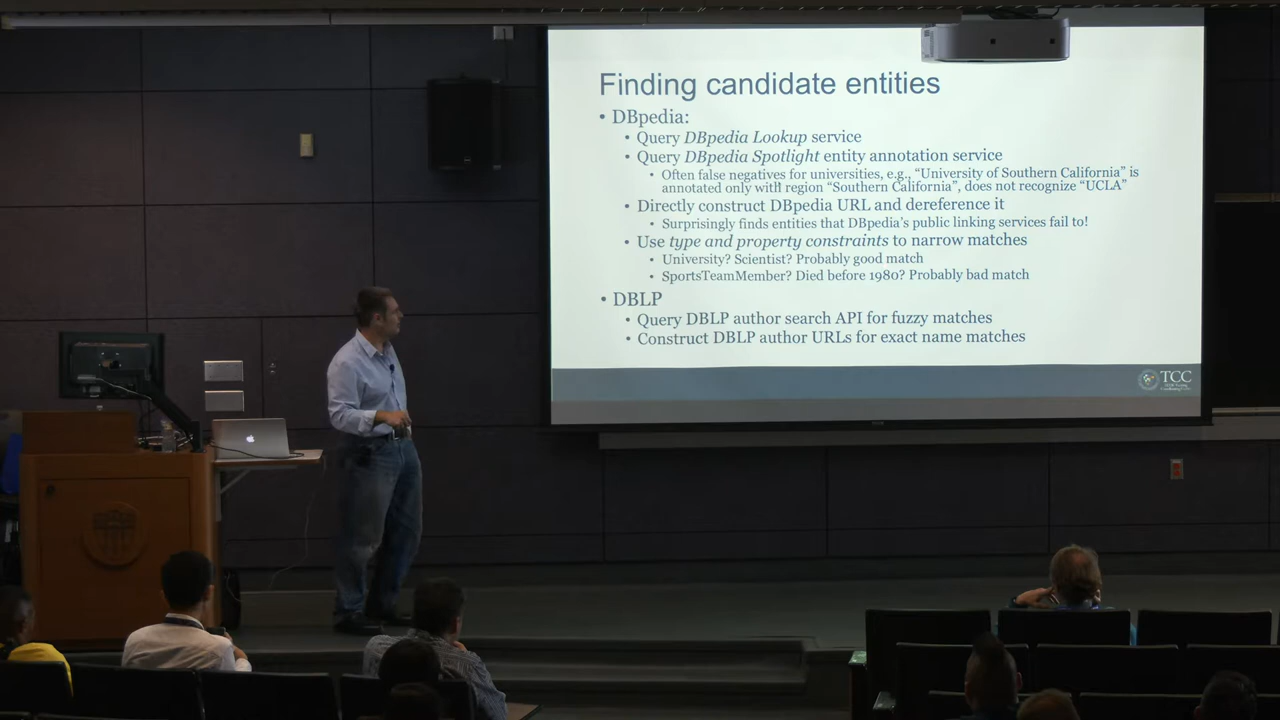 Finding candidate entities
• DBpedia:
• Query DBpedia Lookup service
• Query DBpedia Spotlight entity annotation service
• Often false negatives for universities, e.g., “University of Southern California” is
annotated only with region “Southern California”, does not recognize “UCLA”
• Directly construct DBpedia URL and dereference it
• Surprisingly finds entities that DBpedia’s public linking services fail to!
• Use type and property constraints to narrow matches
• University? Scientist? Probably good match
• SportsTeamMember? Died before 1980? Probably bad match
• DBLP
• Query DBLP author search API for fuzzy matches
• Construct DBLP author URLs for exact name matches
TCC